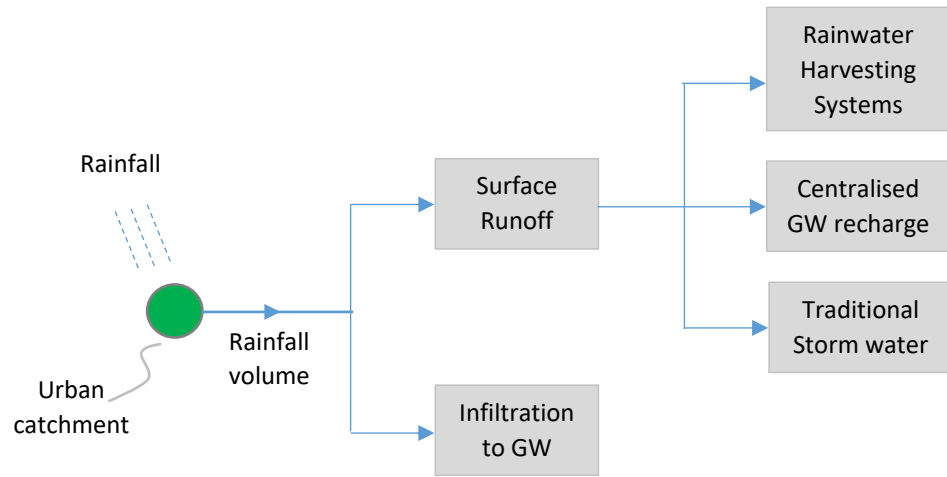 Rainfall
Urban
catchment
Rainfall
volume
Surface
Runoff
Infiltration
to GW
Rainwater
Harvesting
Systems
Centralised
GW recharge
Traditional
Storm water